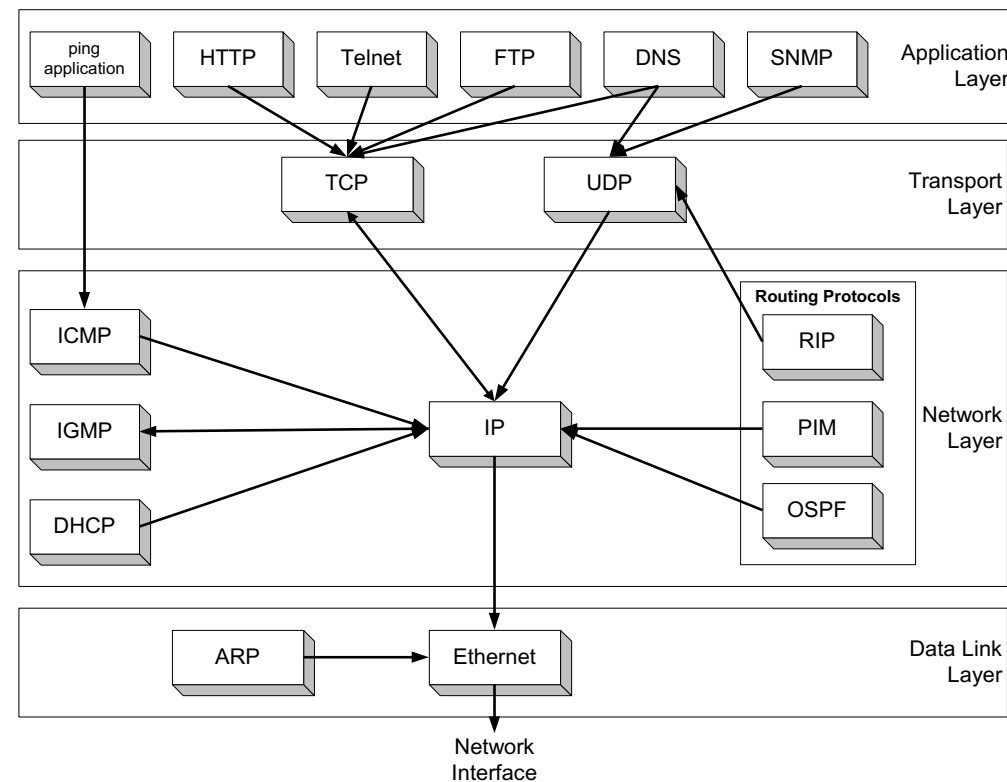 ping
application
HTTP
Telnet
FTP
DNS
SNMP
Application
Layer
TCP
UDP
Transport
Layer
Routing Protocols
ICMP
RIP
IGMP
IP
PIM
Network
Layer
DHCP
OSPF
ARP
Ethernet
Data Link
Layer
Network
Interface